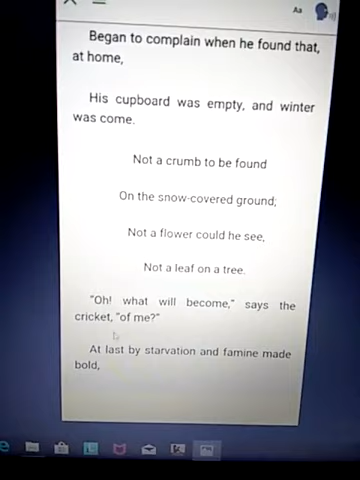 Aa
Began to complain when he found that,
at home,
His cupboard was empty, and winter
was come.
Not a crumb to be found
On the snow-covered ground;
Not a flower could he see,
Not a leaf on a tree.
"Oh! what will become," says the
cricket, "of me?"
At last by starvation and famine made
bold,